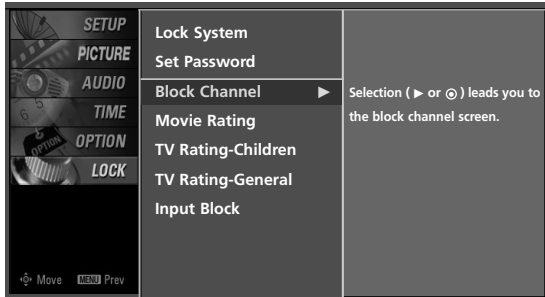 SETUP
PICTURE
AUDIO
TIME
OPTION
LOCK
Move MENU Prev
Lock System
Set Password
Block Channel ►
Movie Rating
TV Rating-Children
TV Rating-General
Input Block
Selection ( ► or ◉ ) leads you to
the block channel screen.